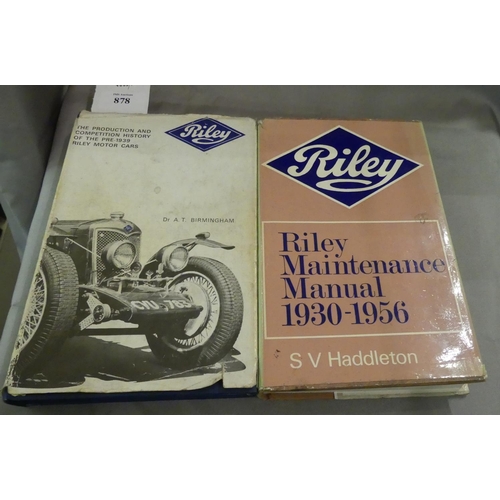 878
THE PRODUCTION AND
COMPETITION HISTORY
OF THE PRE-1939
RILEY MOTOR CARS
Riley
Dr A.T. BIRMINGHAM
Riley
Riley
Maintenance
Manual
1930-1956
S V Haddleton